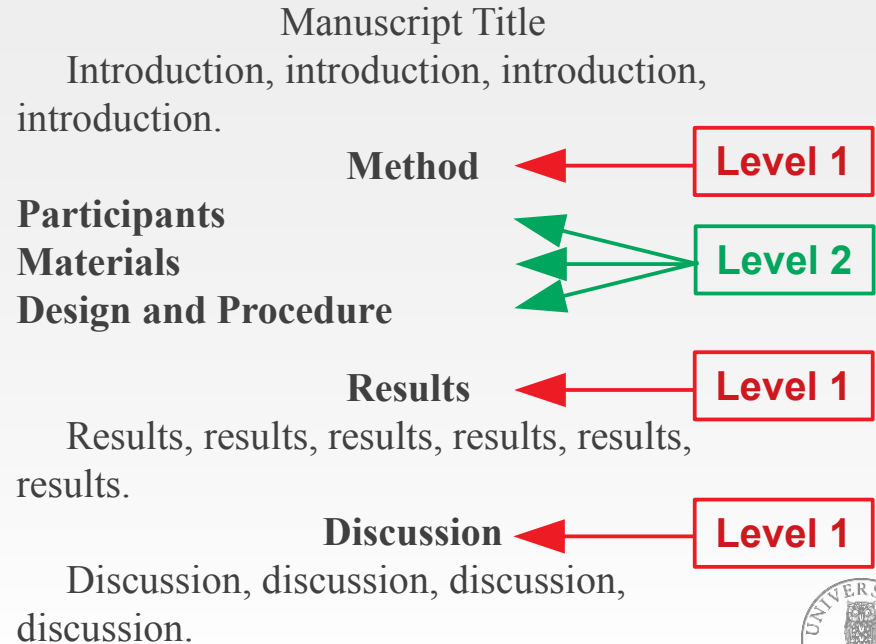 Manuscript Title
Introduction, introduction, introduction,
introduction.
Method
Level 1
Participants
Materials
Level 2
Design and Procedure
Results
Level 1
Results, results, results, results, results,
results.
Discussion
Level 1
Discussion, discussion, discussion,
discussion.